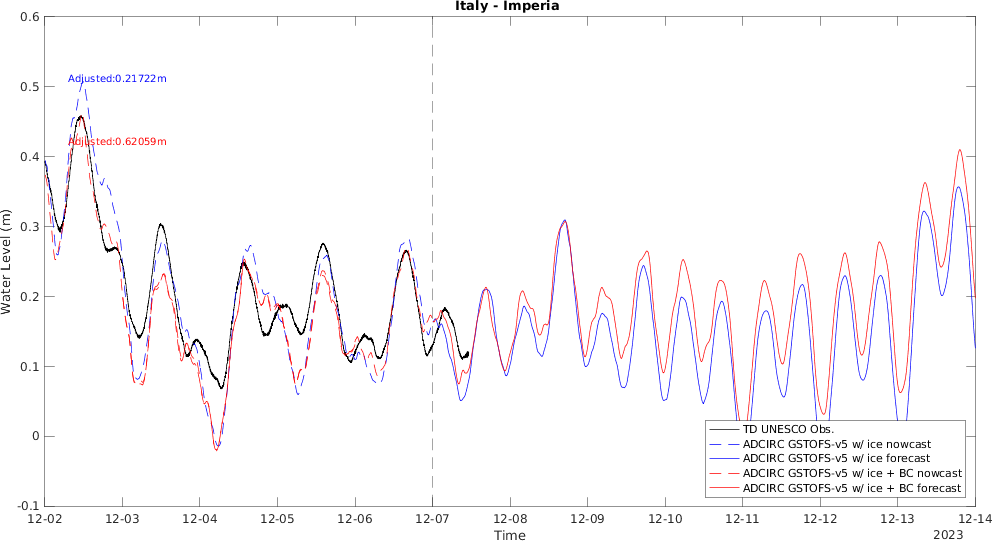 Italy - Imperia
Water Level (m)
0.6
0.5
0.4
0.3
0.2
0.1
0
-0.1
Adjusted:0.21722m
Adjusted:0.62059m
TD UNESCO Obs.
ADCIRC GSTOFS-v5 w/ ice nowcast
ADCIRC GSTOFS-v5 w/ ice forecast
ADCIRC GSTOFS-v5 w/ ice + BC nowcast
ADCIRC GSTOFS-v5 w/ ice + BC forecast
12-02 12-03 12-04 12-05 12-06 12-07 12-08 12-09 12-10 12-11 12-12 12-13 12-14
Time
2023